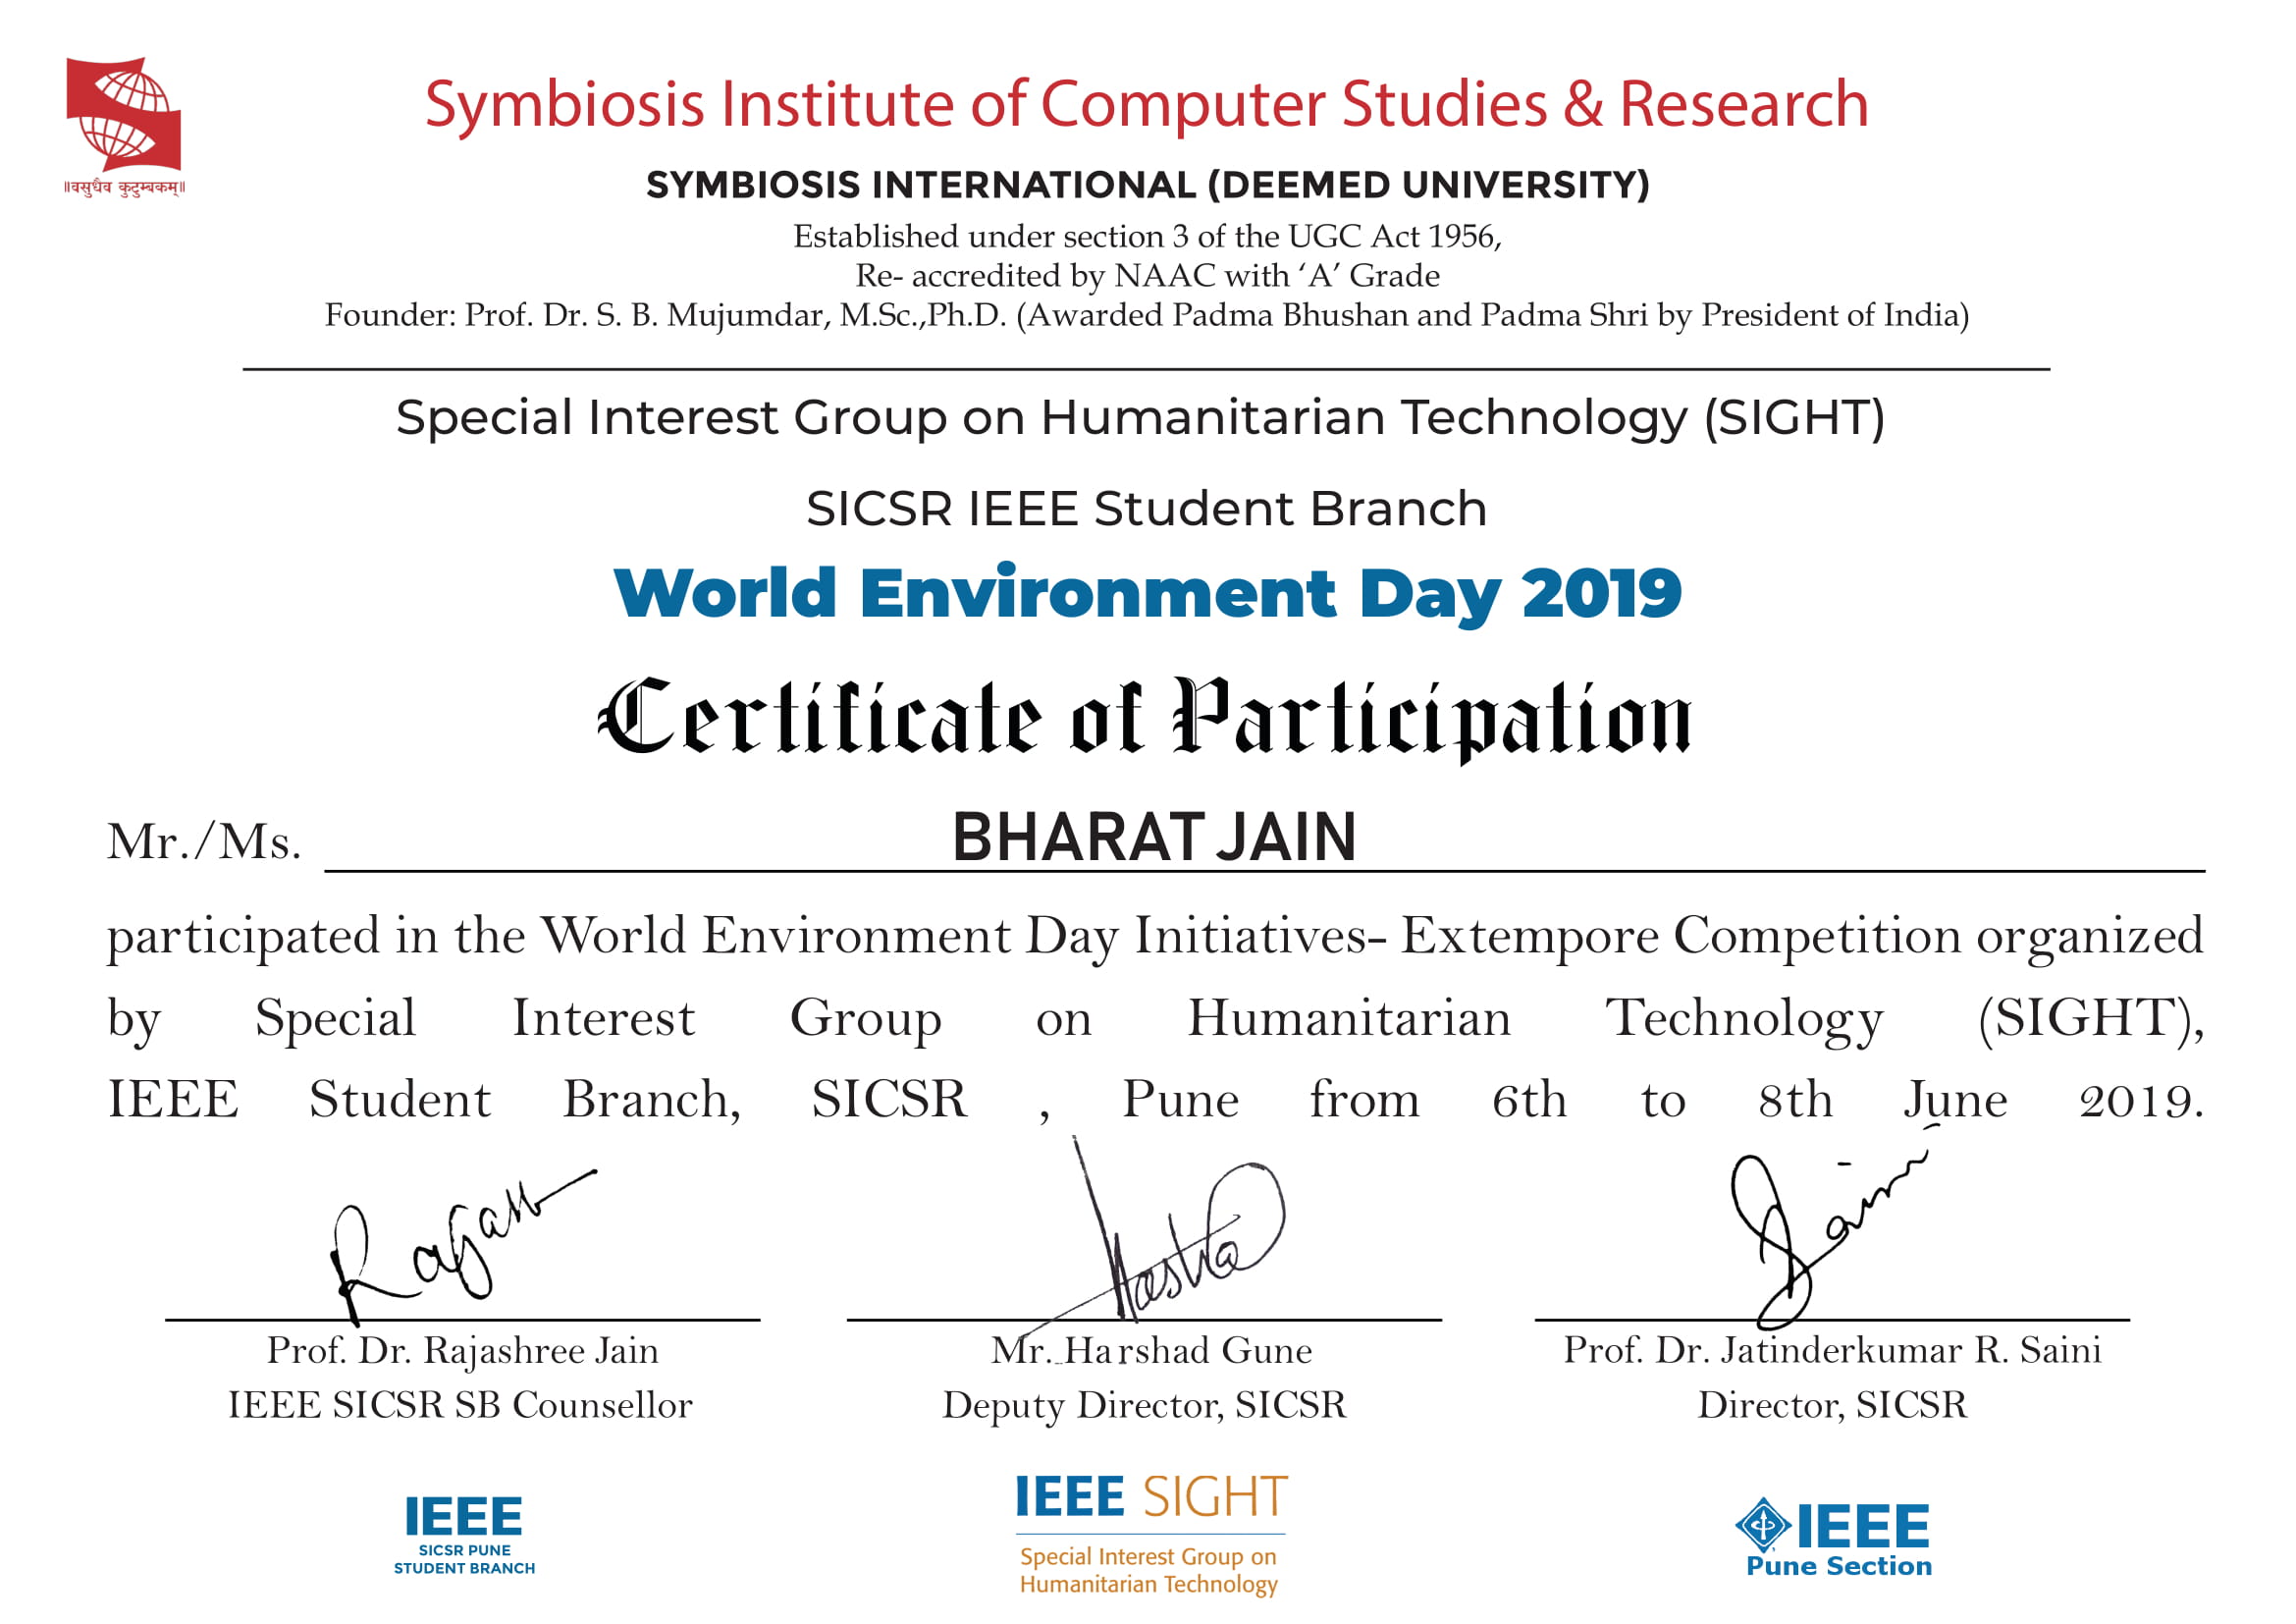 Symbiosis Institute of Computer Studies & Research
॥वसुधैव कुटुम्बकम्॥
SYMBIOSIS INTERNATIONAL (DEEMED UNIVERSITY)
Established under section 3 of the UGC Act 1956,
Re- accredited by NAAC with ‘A’ Grade
Founder: Prof. Dr. S. B. Mujumdar, M.Sc.,Ph.D. (Awarded Padma Bhushan and Padma Shri by President of India)
Special Interest Group on Humanitarian Technology (SIGHT)
SICSR IEEE Student Branch
World Environment Day 2019
Certificate of Participation
Mr./Ms. BHARAT JAIN
participated in the World Environment Day Initiatives- Extempore Competition organized
by Special Interest Group on Humanitarian Technology (SIGHT),
IEEE Student Branch, SICSR , Pune from 6th to 8th June 2019.
Prof. Dr. Rajashree Jain
IEEE SICSR SB Counsellor
Mr. Harshad Gune
Deputy Director, SICSR
Prof. Dr. Jatinderkumar R. Saini
Director, SICSR
IEEE
SICSR PUNE
STUDENT BRANCH
IEEE SIGHT
Special Interest Group on
Humanitarian Technology
IEEE
Pune Section